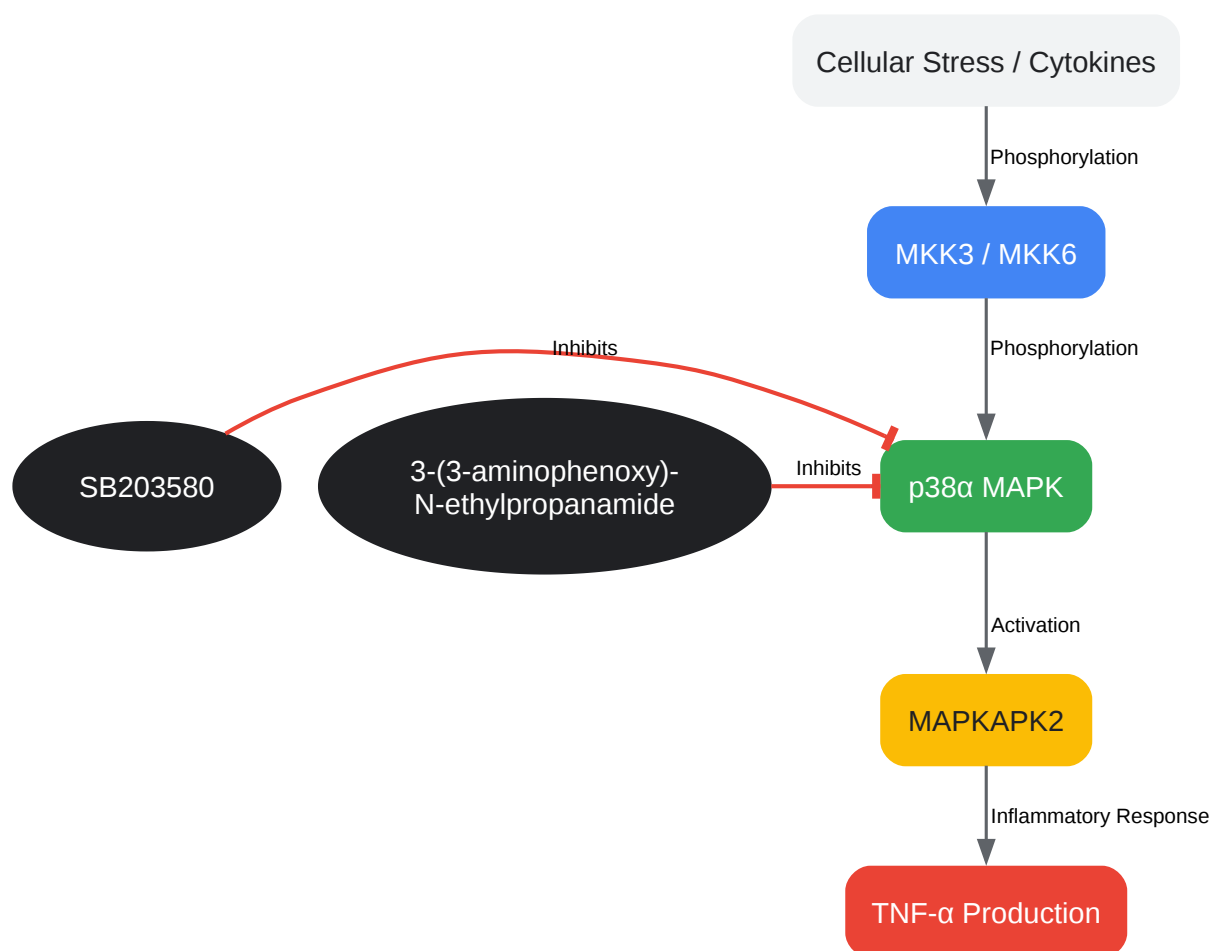 Cellular Stress / Cytokines
Phosphorylation
MKK3 / MKK6
Phosphorylation
Inhibits
SB203580
3-(3-aminophenoxy)-
N-ethylpropanamide
Inhibits
p38α MAPK
Activation
MAPKAPK2
Inflammatory Response
TNF-α Production